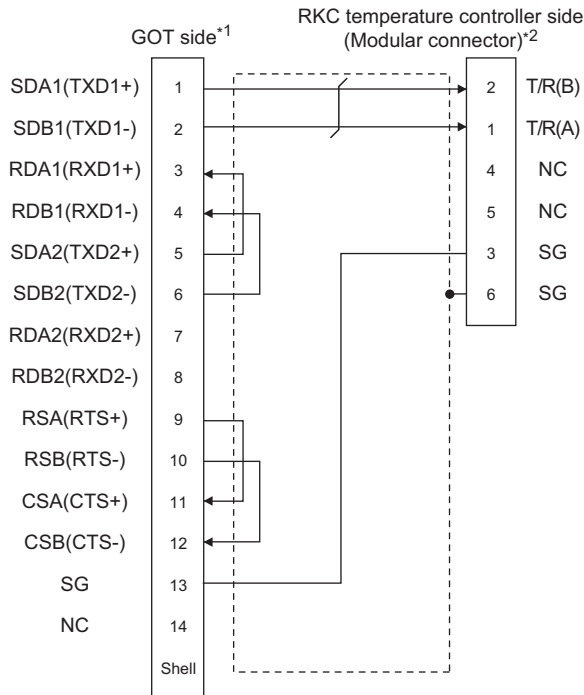 GOT side*1
RKC temperature controller side
(Modular connector)*2
SDA1(TXD1+) 1
SDB1(TXD1-) 2
RDA1(RXD1+) 3
RDB1(RXD1-) 4
SDA2(TXD2+) 5
SDB2(TXD2-) 6
RDA2(RXD2+) 7
RDB2(RXD2-) 8
RSA(RTS+) 9
RSB(RTS-) 10
CSA(CTS+) 11
CSB(CTS-) 12
SG 13
NC 14
Shell
2 T/R(B)
1 T/R(A)
4 NC
5 NC
3 SG
6 SG